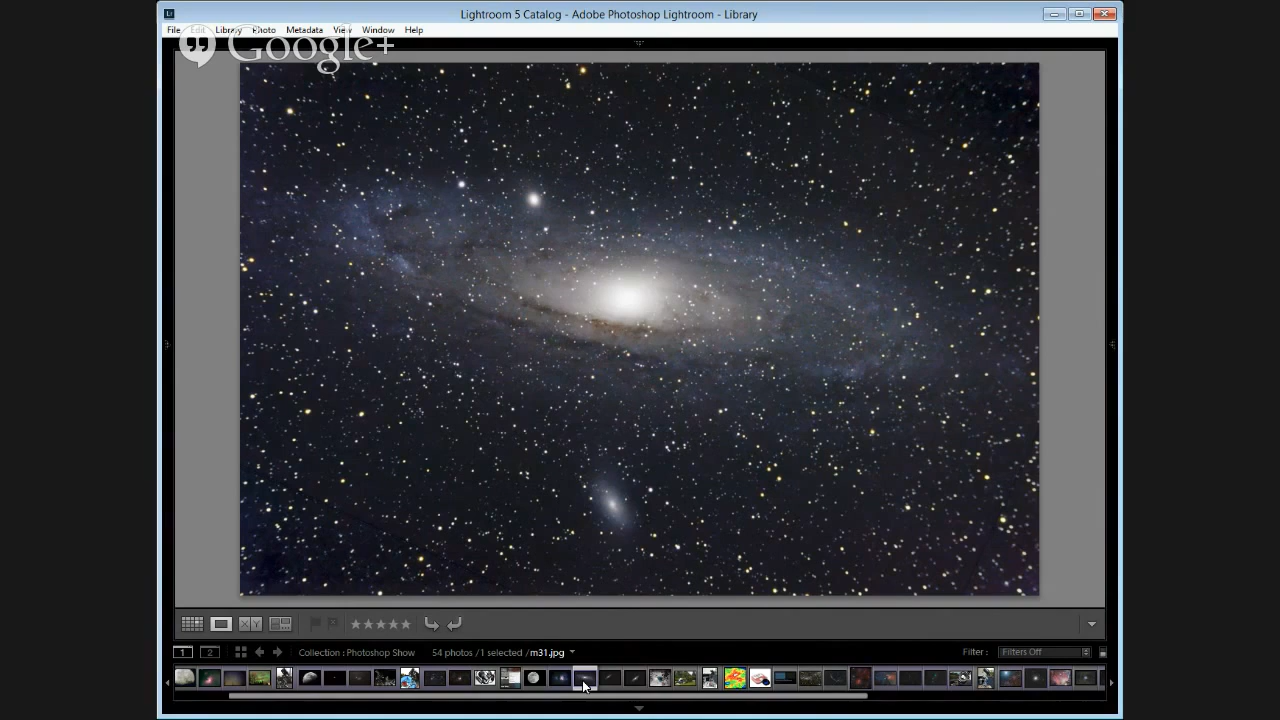 Lightroom 5 Catalog - Adobe Photoshop Lightroom - Library
File Edit Library Photo Metadata View Window Help
Google+
1 2 Collection : Photoshop Show 54 photos /1 selected /m31.jpg Filter : Filters Off